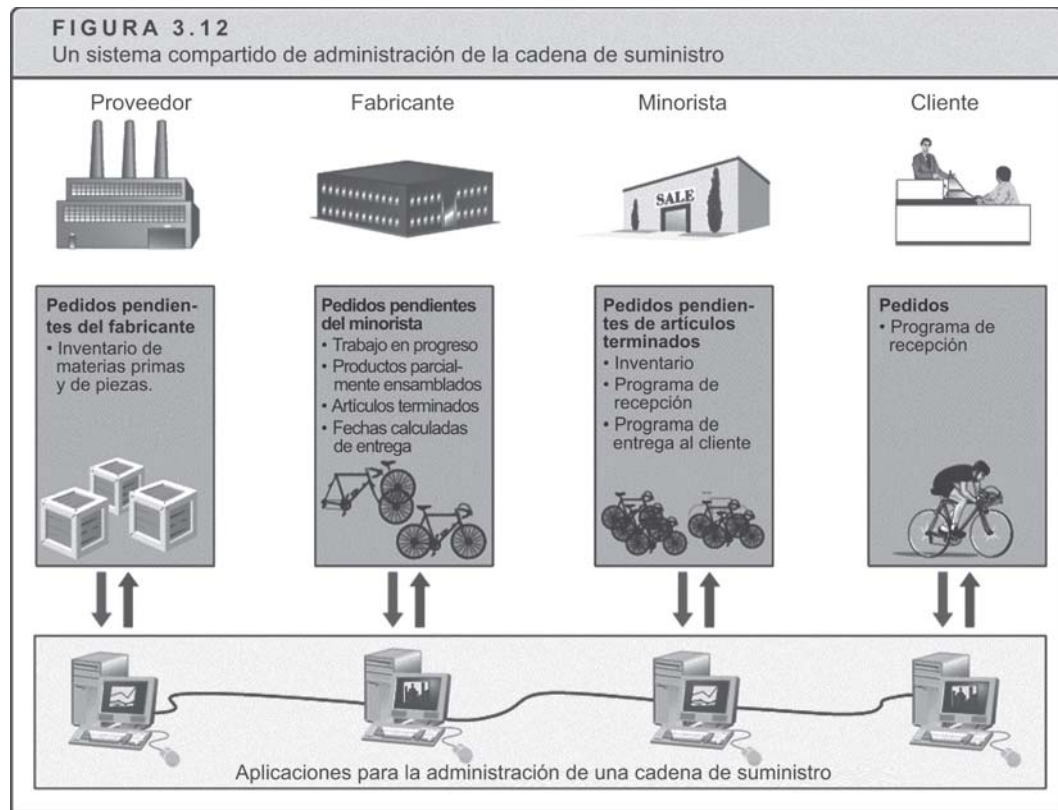 FIGURA 3.12
Un sistema compartido de administración de la cadena de suministro
Proveedor
Fabricante
Minorista
Cliente
SALE
Pedidos pendien-
tes del fabricante
• Inventario de
materias primas
y de piezas.
Pedidos pendientes
del minorista
• Trabajo en progreso
• Productos parcial-
mente ensamblados
• Artículos terminados
• Fechas calculadas
de entrega
Pedidos pendien-
tes de artículos
terminados
• Inventario
• Programa de
recepción
• Programa de
entrega al cliente
Pedidos
• Programa de
recepción
Aplicaciones para la administración de una cadena de suministro